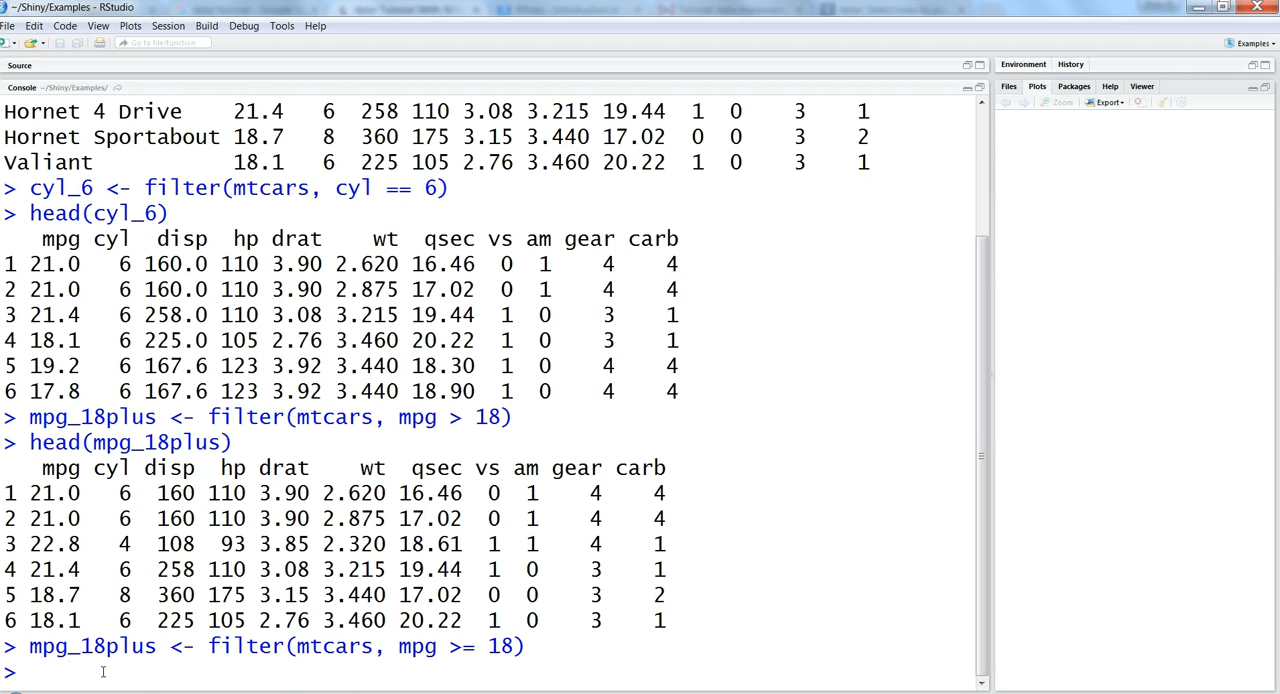 ~/Shiny/Examples - RStudio
File Edit Code View Plots Session Build Debug Tools Help
Go to file/function
Examples
Source
Console ~/Shiny/Examples/
Environment History
Files Plots Packages Help Viewer
Zoom Export
Hornet 4 Drive 21.4 6 258 110 3.08 3.215 19.44 1 0 3 1
Hornet Sportabout 18.7 8 360 175 3.15 3.440 17.02 0 0 3 2
Valiant 18.1 6 225 105 2.76 3.460 20.22 1 0 3 1
> cyl_6 <- filter(mtcars, cyl == 6)
> head(cyl_6)
mpg cyl disp hp drat wt qsec vs am gear carb
1 21.0 6 160.0 110 3.90 2.620 16.46 0 1 4 4
2 21.0 6 160.0 110 3.90 2.875 17.02 0 1 4 4
3 21.4 6 258.0 110 3.08 3.215 19.44 1 0 3 1
4 18.1 6 225.0 105 2.76 3.460 20.22 1 0 3 1
5 19.2 6 167.6 123 3.92 3.440 18.30 1 0 4 4
6 17.8 6 167.6 123 3.92 3.440 18.90 1 0 4 4
> mpg_18plus <- filter(mtcars, mpg > 18)
> head(mpg_18plus)
mpg cyl disp hp drat wt qsec vs am gear carb
1 21.0 6 160 110 3.90 2.620 16.46 0 1 4 4
2 21.0 6 160 110 3.90 2.875 17.02 0 1 4 4
3 22.8 4 108 93 3.85 2.320 18.61 1 1 4 1
4 21.4 6 258 110 3.08 3.215 19.44 1 0 3 1
5 18.7 8 360 175 3.15 3.440 17.02 0 0 3 2
6 18.1 6 225 105 2.76 3.460 20.22 1 0 3 1
> mpg_18plus <- filter(mtcars, mpg >= 18)
>